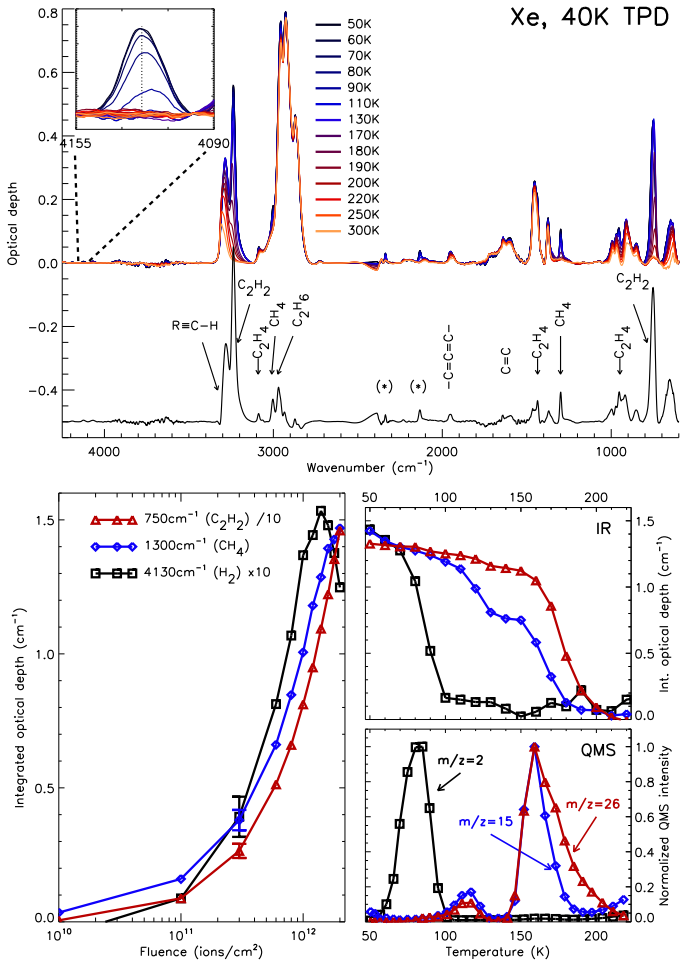 Xe, 40K TPD
0.8
0.6
0.4
0.2
0.0
−0.2
−0.4
Optical depth
4155
4090
50K
60K
70K
80K
90K
110K
130K
170K
180K
190K
200K
220K
250K
300K
R≡C−H
C₂H₂
C₂H₄
CH₄
C₂H₆
(*)
(*)
−C=C=C−
C=C
C₂H₄
CH₄
C₂H₄
C₂H₂
4000
3000
2000
1000
Wavenumber (cm⁻¹)
750cm⁻¹ (C₂H₂) /10
1300cm⁻¹ (CH₄)
4130cm⁻¹ (H₂) x10
1.5
1.0
0.5
0.0
Integrated optical depth (cm⁻¹)
10¹⁰
10¹¹
10¹²
Fluence (ions/cm²)
50
100
150
200
IR
1.5
1.0
0.5
0.0
Int. optical depth (cm⁻¹)
QMS
m/z=2
m/z=15
m/z=26
1.0
0.8
0.6
0.4
0.2
0.0
Normalized QMS intensity
50
100
150
200
Temperature (K)